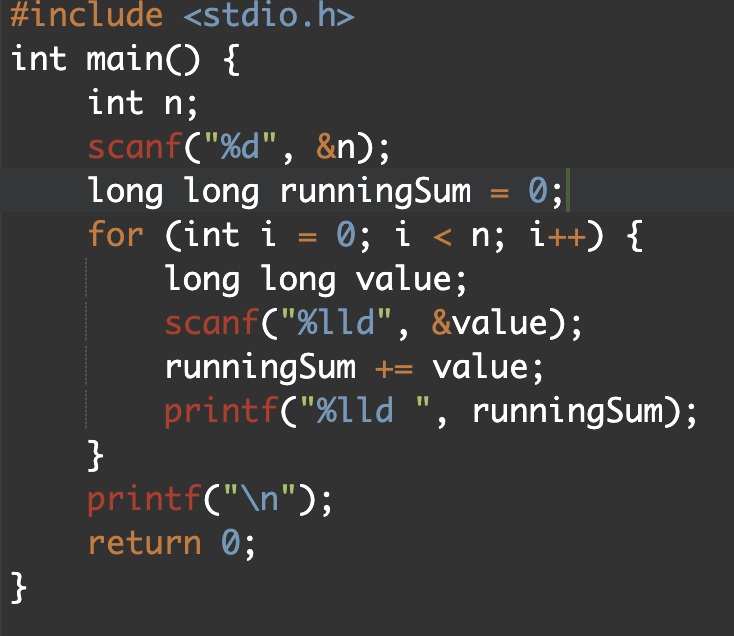 #include <stdio.h>
int main() {
    int n;
    scanf("%d", &n);
    long long runningSum = 0;
    for (int i = 0; i < n; i++) {
        long long value;
        scanf("%lld", &value);
        runningSum += value;
        printf("%lld ", runningSum);
    }
    printf("\n");
    return 0;
}